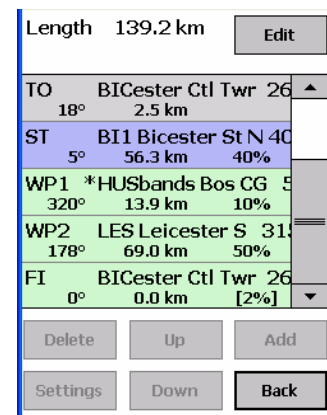 Length 139.2 km Edit
TO BICester Ctl Twr 26
18° 2.5 km
ST BI1 Bicester St N 40
5° 56.3 km 40%
WP1 *HUSbands Bos CG 5
320° 13.9 km 10%
WP2 LES Leicester S 315
178° 69.0 km 50%
FI BICester Ctl Twr 26
0° 0.0 km [2%]
Delete Up Add
Settings Down Back